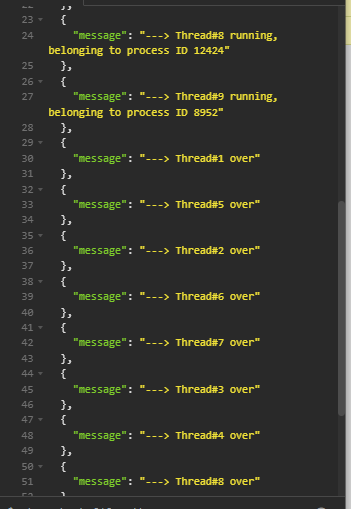 23 {
24 "message": "---> Thread#8 running,
belonging to process ID 12424"
25 },
26 {
27 "message": "---> Thread#9 running,
belonging to process ID 8952"
28 },
29 {
30 "message": "---> Thread#1 over"
31 },
32 {
33 "message": "---> Thread#5 over"
34 },
35 {
36 "message": "---> Thread#2 over"
37 },
38 {
39 "message": "---> Thread#6 over"
40 },
41 {
42 "message": "---> Thread#7 over"
43 },
44 {
45 "message": "---> Thread#3 over"
46 },
47 {
48 "message": "---> Thread#4 over"
49 },
50 {
51 "message": "---> Thread#8 over"